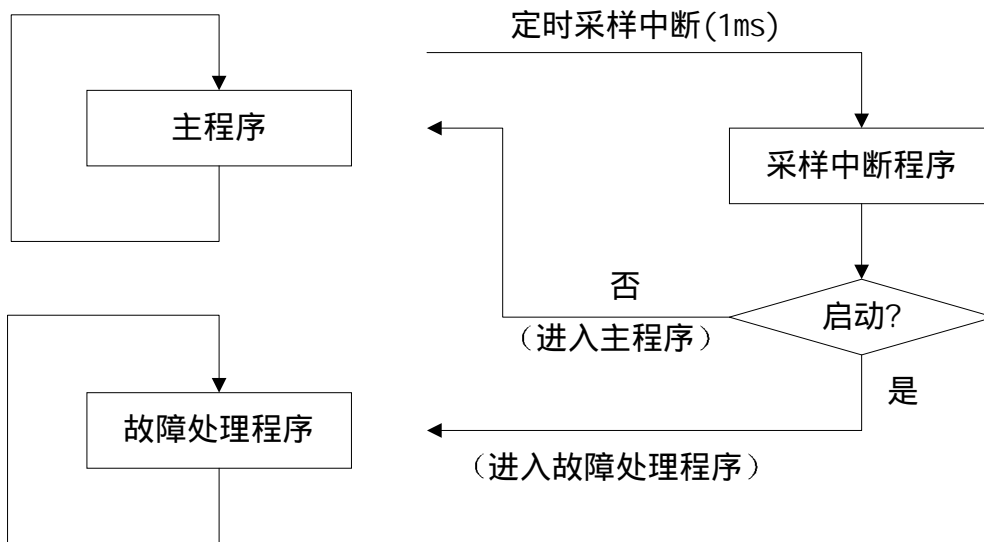 定时采样中断(1ms)
主程序
采样中断程序
否
启动?
（进入主程序）
是
故障处理程序
（进入故障处理程序）